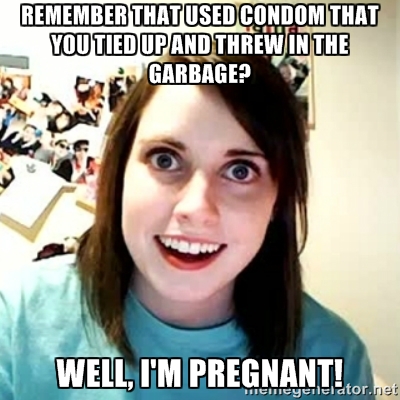 REMEMBER THAT USED CONDOM THAT
YOU TIED UP AND THREW IN THE
GARBAGE?
WELL, I'M PREGNANT!
memegenerator.net